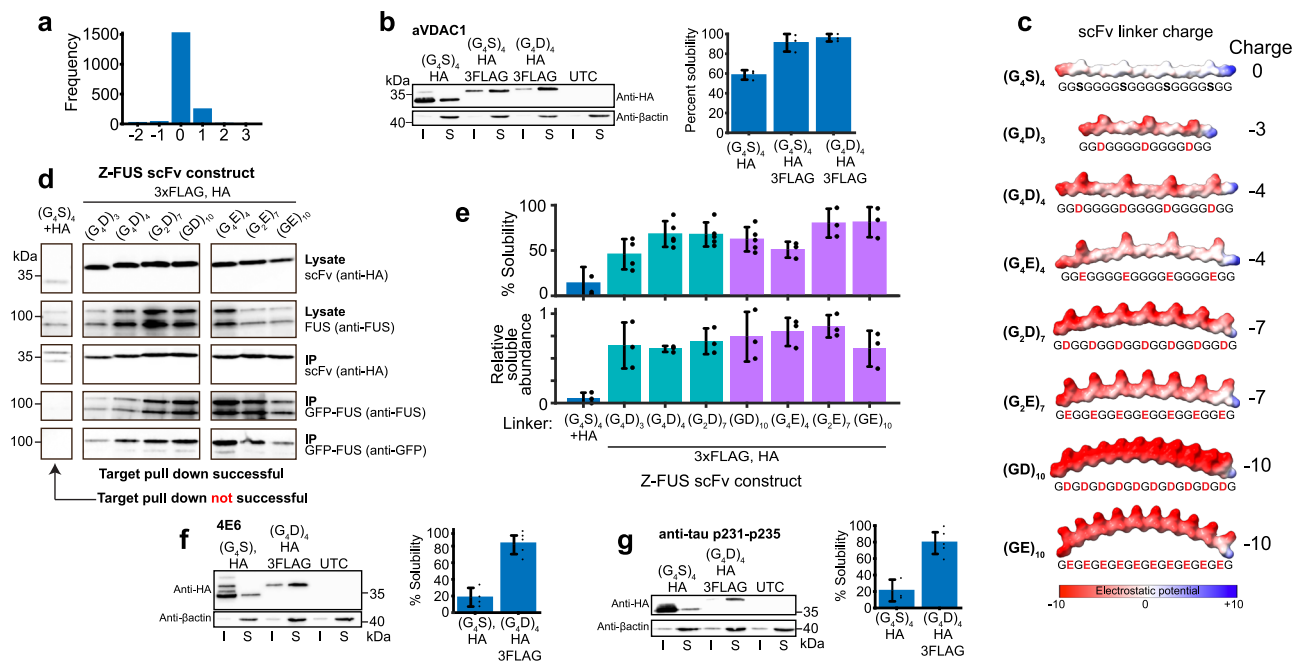 a
Frequency
1500
1000
500
0
-2 -1 0 1 2 3
b
aVDAC1
(G₄S)₄
HA
(G₄S)₄
HA
3FLAG
(G₄D)₄
HA
3FLAG
UTC
kDa
35
40
Anti-HA
Anti-βactin
I S I S I S I S
Percent solubility
100
80
60
40
20
0
(G₄S)₄
HA
(G₄S)₄
HA
3FLAG
(G₄D)₄
HA
3FLAG
c
scFv linker charge
Charge
(G₄S)₄
0
GGSGGGGSGGGGSGGGGSGG
(G₄D)₃
-3
GGDGGGGDGGGGDGG
(G₄D)₄
-4
GGDGGGGDGGGGDGGGGDGG
(G₄E)₄
-4
GGEGGGGEGGGGEGGGGEGG
(G₂D)₇
-7
GDGGDGGDGGDGGDGGDGGDG
(G₂E)₇
-7
GEGGEGGEGGEGGEGGEGGEG
(GD)₁₀
-10
GDGDGDGDGDGDGDGDGDGDG
(GE)₁₀
-10
GEGEGEGEGEGEGEGEGEGEG
Electrostatic potential
-10 +10
d
Z-FUS scFv construct
3xFLAG, HA
(G₄S)₄
+HA
(G₄D)₃
(G₄D)₄
(G₂D)₇
(GD)₁₀
(G₄E)₄
(G₂E)₇
(GE)₁₀
kDa
35
Lysate
scFv (anti-HA)
100
Lysate
FUS (anti-FUS)
35
IP
scFv (anti-HA)
100
IP
GFP-FUS (anti-FUS)
100
IP
GFP-FUS (anti-GFP)
Target pull down successful
Target pull down not successful
e
% Solubility
100
50
0
Relative
soluble
abundance
1
0
Linker:
(G₄S)₄
+HA
(G₄D)₃
(G₄D)₄
(G₂D)₇
(GD)₁₀
(G₄E)₄
(G₂E)₇
(GE)₁₀
3xFLAG, HA
Z-FUS scFv construct
f
4E6
(G₄S),
HA
(G₄D)₄
HA
3FLAG
UTC
Anti-HA
35
Anti-βactin
40
I S I S I S
kDa
% Solubility
100
80
60
40
20
0
(G₄S),
HA
(G₄D)₄
HA
3FLAG
g
anti-tau p231-p235
(G₄S)₄
HA
(G₄D)₄
HA
3FLAG
UTC
Anti-HA
35
Anti-βactin
40
I S I S I S
kDa
% Solubility
100
80
60
40
20
0
(G₄S)₄
HA
(G₄D)₄
HA
3FLAG